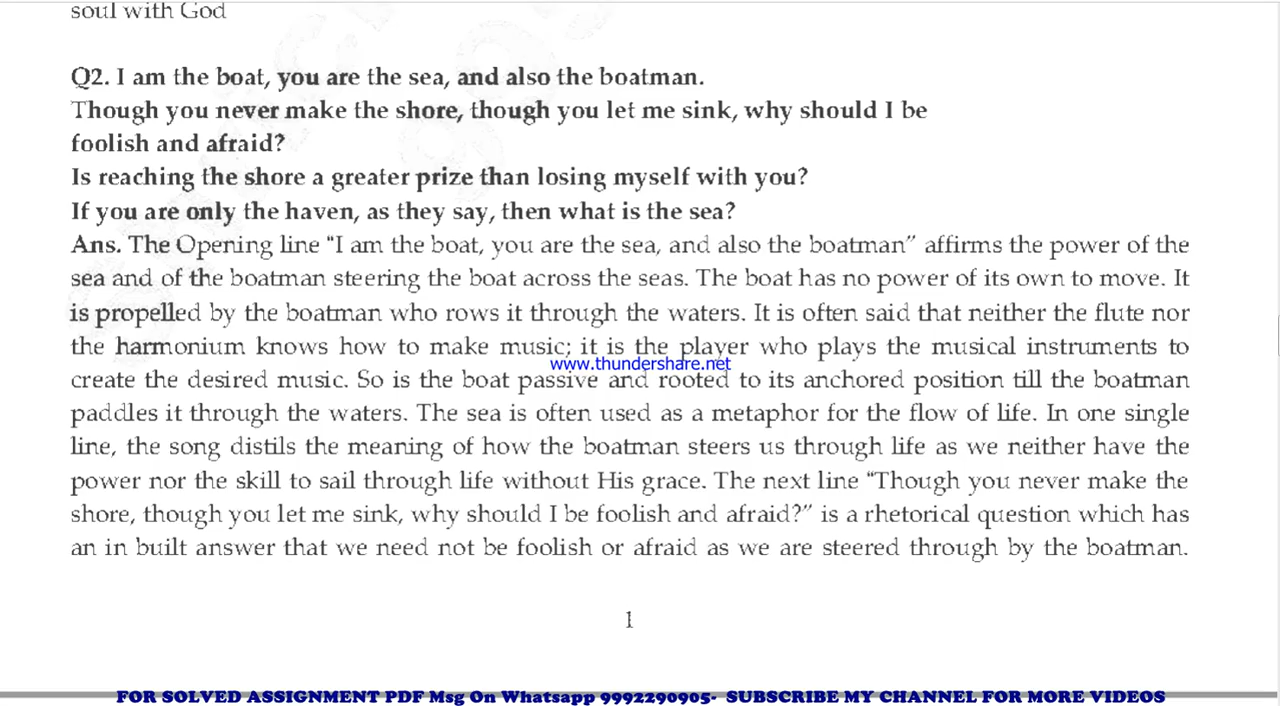 soul with God
Q2. I am the boat, you are the sea, and also the boatman.
Though you never make the shore, though you let me sink, why should I be
foolish and afraid?
Is reaching the shore a greater prize than losing myself with you?
If you are only the haven, as they say, then what is the sea?
Ans. The Opening line “I am the boat, you are the sea, and also the boatman” affirms the power of the
sea and of the boatman steering the boat across the seas. The boat has no power of its own to move. It
is propelled by the boatman who rows it through the waters. It is often said that neither the flute nor
the harmonium knows how to make music; it is the player who plays the musical instruments to
www.thundershare.net
create the desired music. So is the boat passive and rooted to its anchored position till the boatman
paddles it through the waters. The sea is often used as a metaphor for the flow of life. In one single
line, the song distils the meaning of how the boatman steers us through life as we neither have the
power nor the skill to sail through life without His grace. The next line “Though you never make the
shore, though you let me sink, why should I be foolish and afraid?” is a rhetorical question which has
an in built answer that we need not be foolish or afraid as we are steered through by the boatman.
1
FOR SOLVED ASSIGNMENT PDF Msg On Whatsapp 9992290905- SUBSCRIBE MY CHANNEL FOR MORE VIDEOS